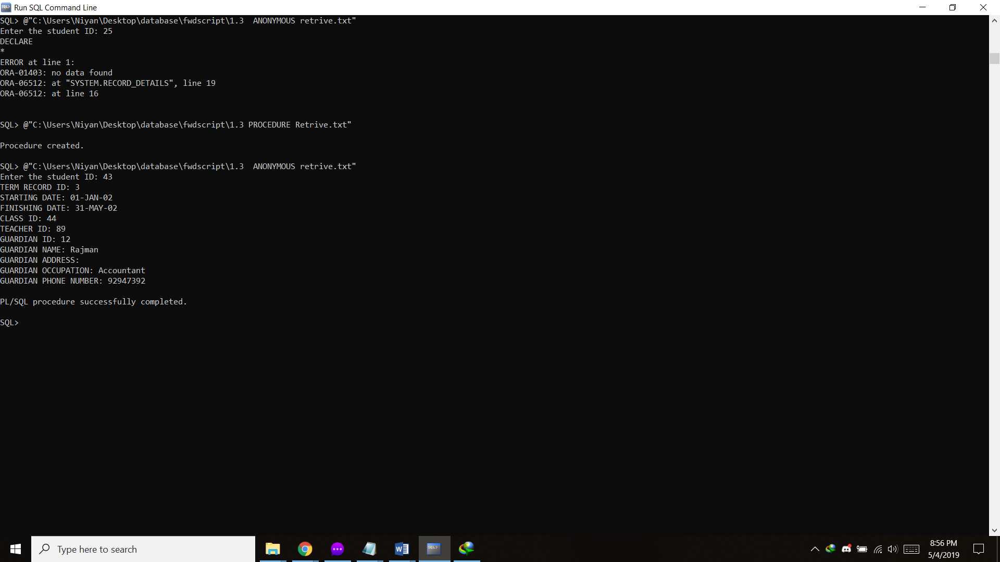 Run SQL Command Line
SQL> @"C:\Users\Niyan\Desktop\database\fwdscript\1.3  ANONYMOUS retrive.txt"
Enter the student ID: 25
DECLARE
*
ERROR at line 1:
ORA-01403: no data found
ORA-06512: at "SYSTEM.RECORD_DETAILS", line 19
ORA-06512: at line 16
SQL> @"C:\Users\Niyan\Desktop\database\fwdscript\1.3 PROCEDURE Retrive.txt"
Procedure created.
SQL> @"C:\Users\Niyan\Desktop\database\fwdscript\1.3  ANONYMOUS retrive.txt"
Enter the student ID: 43
TERM RECORD ID: 3
STARTING DATE: 01-JAN-02
FINISHING DATE: 31-MAY-02
CLASS ID: 44
TEACHER ID: 89
GUARDIAN ID: 12
GUARDIAN NAME: Rajman
GUARDIAN ADDRESS:
GUARDIAN OCCUPATION: Accountant
GUARDIAN PHONE NUMBER: 92947392
PL/SQL procedure successfully completed.
SQL>
Type here to search
8:56 PM
5/4/2019